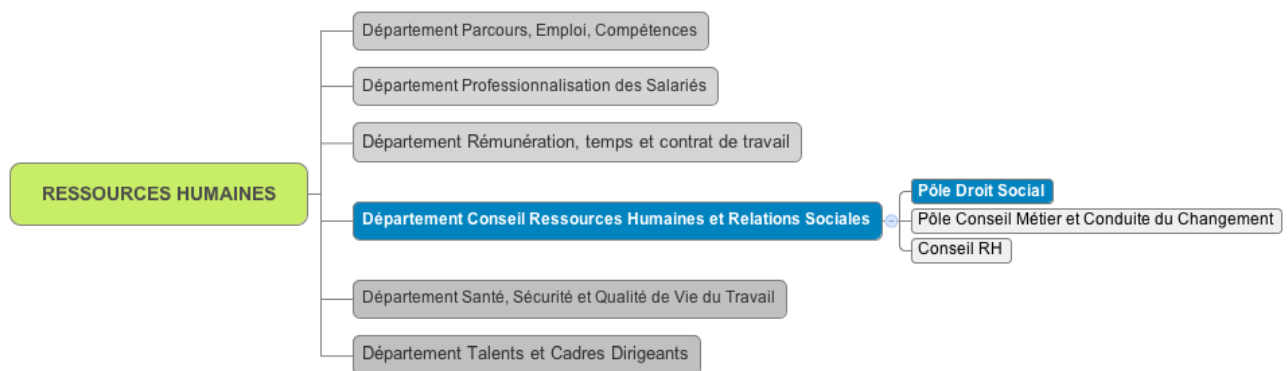 Département Parcours, Emploi, Compétences
Département Professionnalisation des Salariés
Département Rémunération, temps et contrat de travail
RESSOURCES HUMAINES
Département Conseil Ressources Humaines et Relations Sociales
Pôle Droit Social
Pôle Conseil Métier et Conduite du Changement
Conseil RH
Département Santé, Sécurité et Qualité de Vie du Travail
Département Talents et Cadres Dirigeants